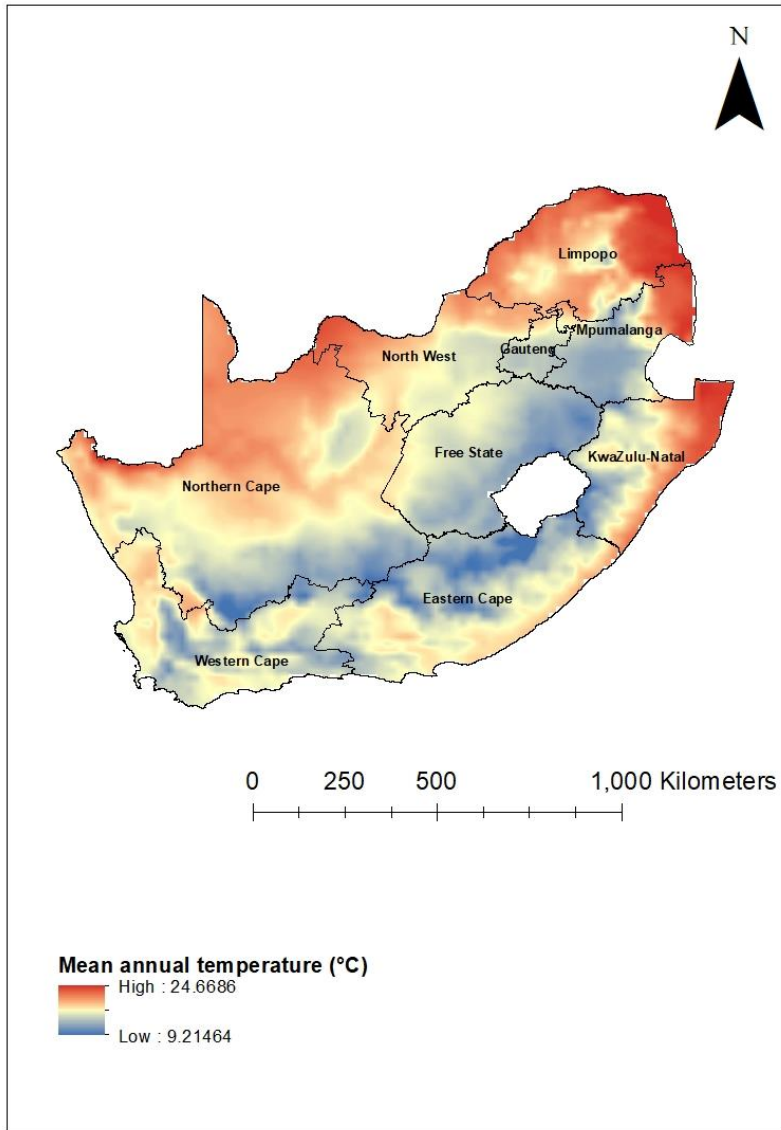 N
Limpopo
Mpumalanga
North West
Gauteng
Free State
KwaZulu-Natal
Northern Cape
Eastern Cape
Western Cape
0 250 500 1,000 Kilometers
Mean annual temperature (°C)
High : 24.6686
Low : 9.21464